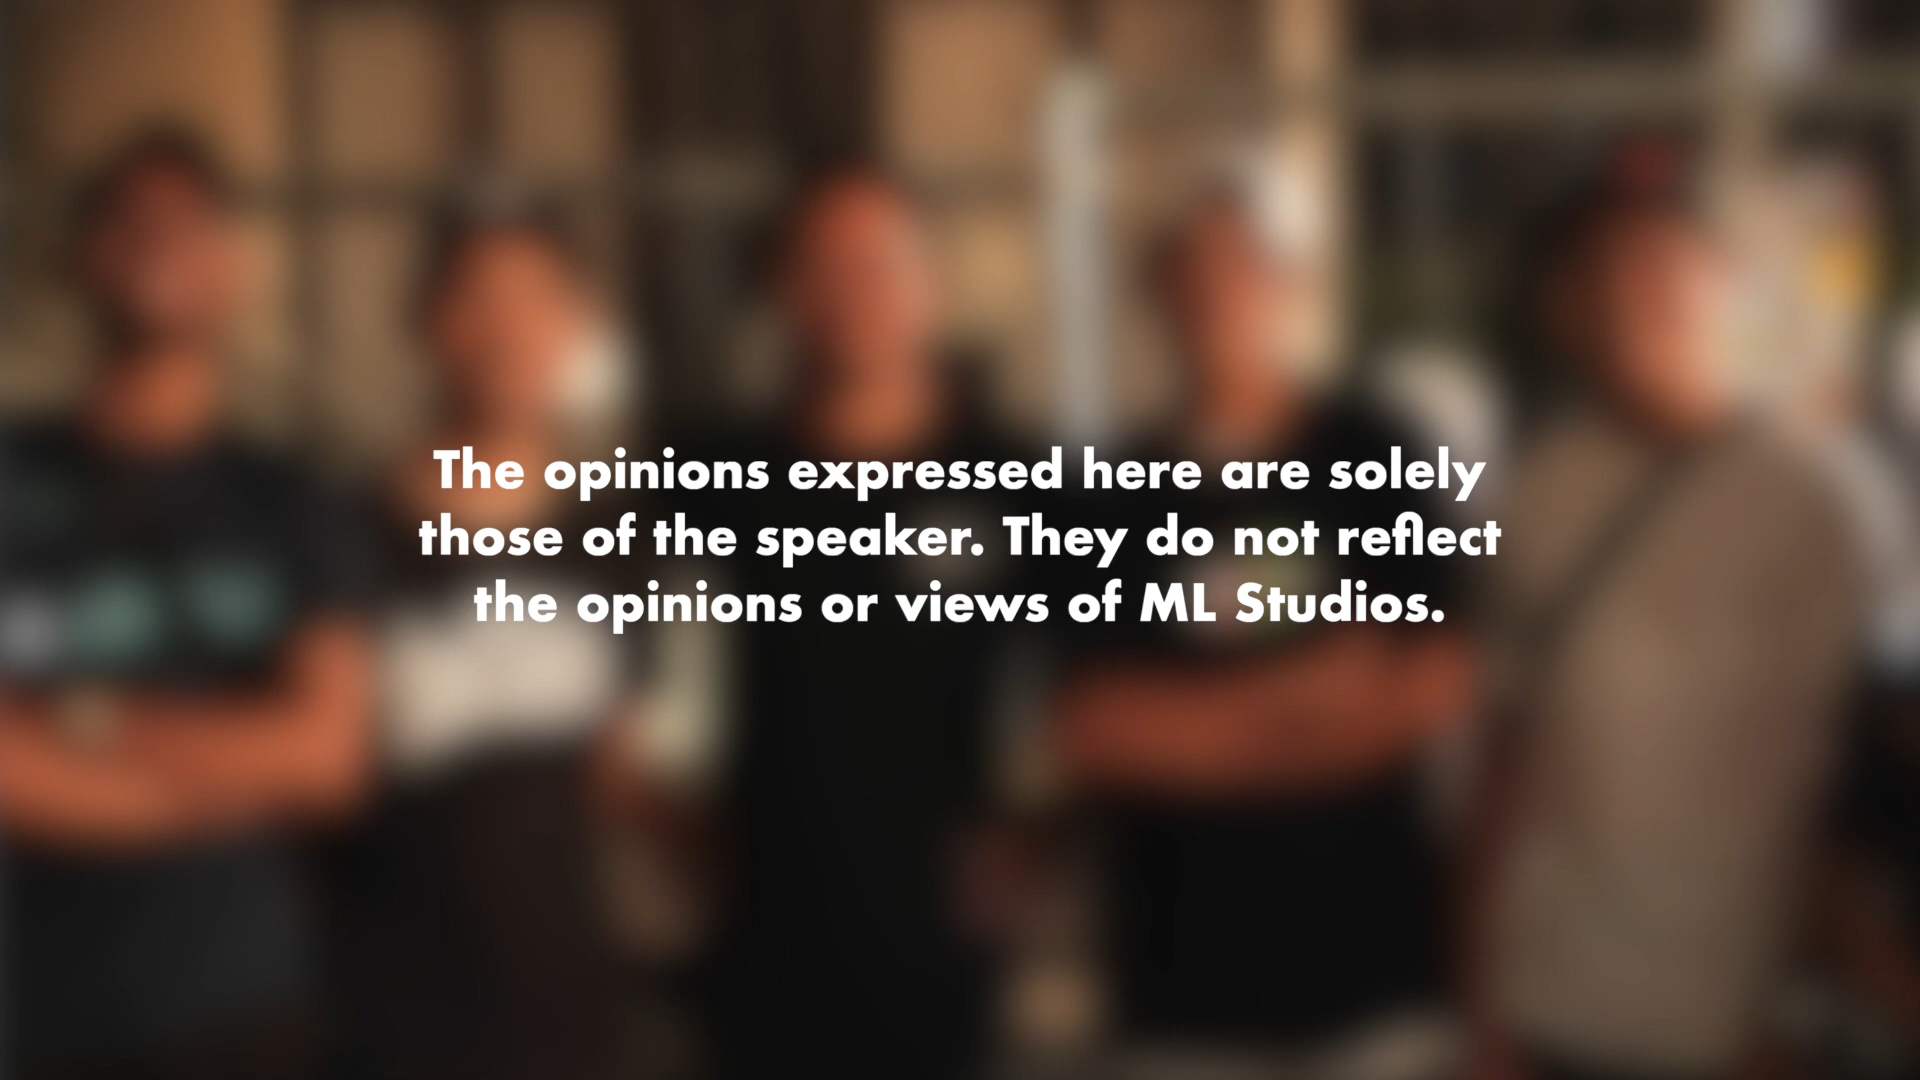 The opinions expressed here are solely
those of the speaker. They do not reflect
the opinions or views of ML Studios.